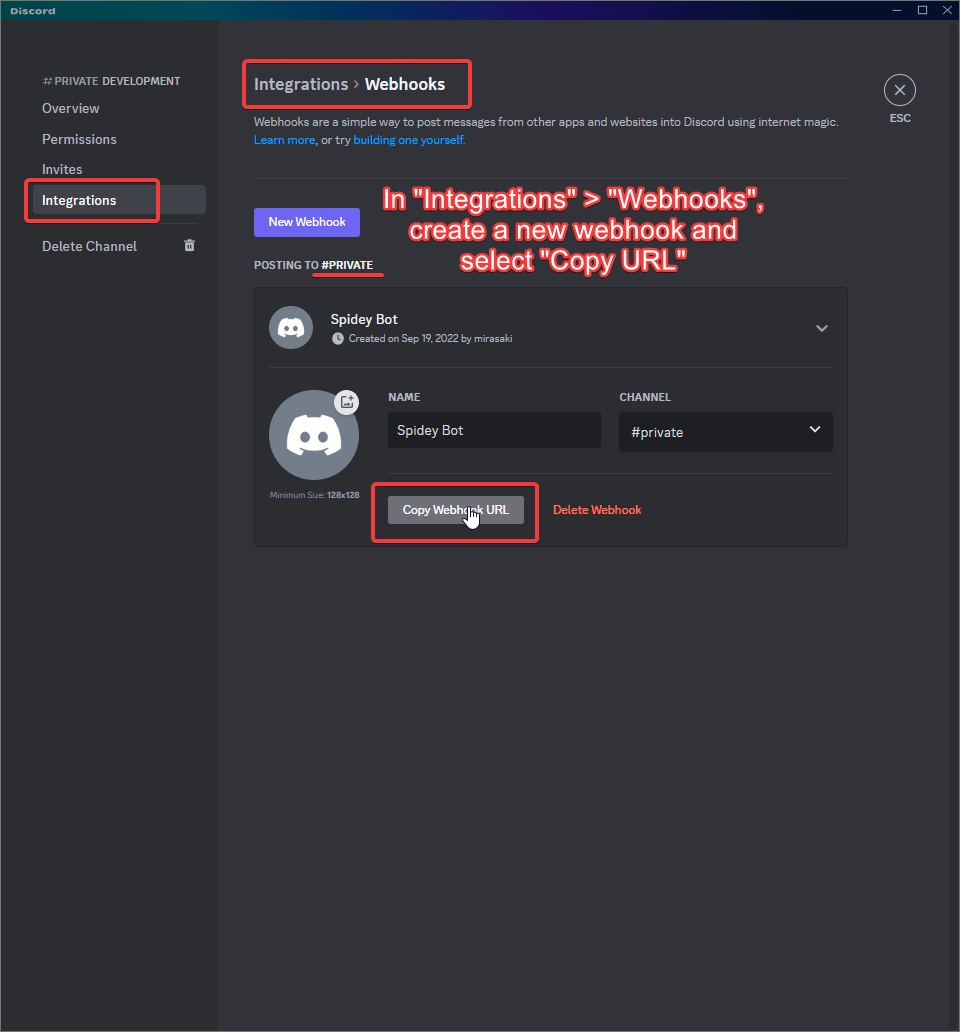 Discord
# PRIVATE DEVELOPMENT
Overview
Permissions
Invites
Integrations
Delete Channel
Integrations > Webhooks
ESC
Webhooks are a simple way to post messages from other apps and websites into Discord using internet magic.
Learn more, or try building one yourself.
In "Integrations" > "Webhooks",
create a new webhook and
select "Copy URL"
New Webhook
POSTING TO #PRIVATE
Spidey Bot
Created on Sep 19, 2022 by mirasaki
NAME
CHANNEL
Spidey Bot
#private
Minimum Size: 128x128
Copy Webhook URL
Delete Webhook